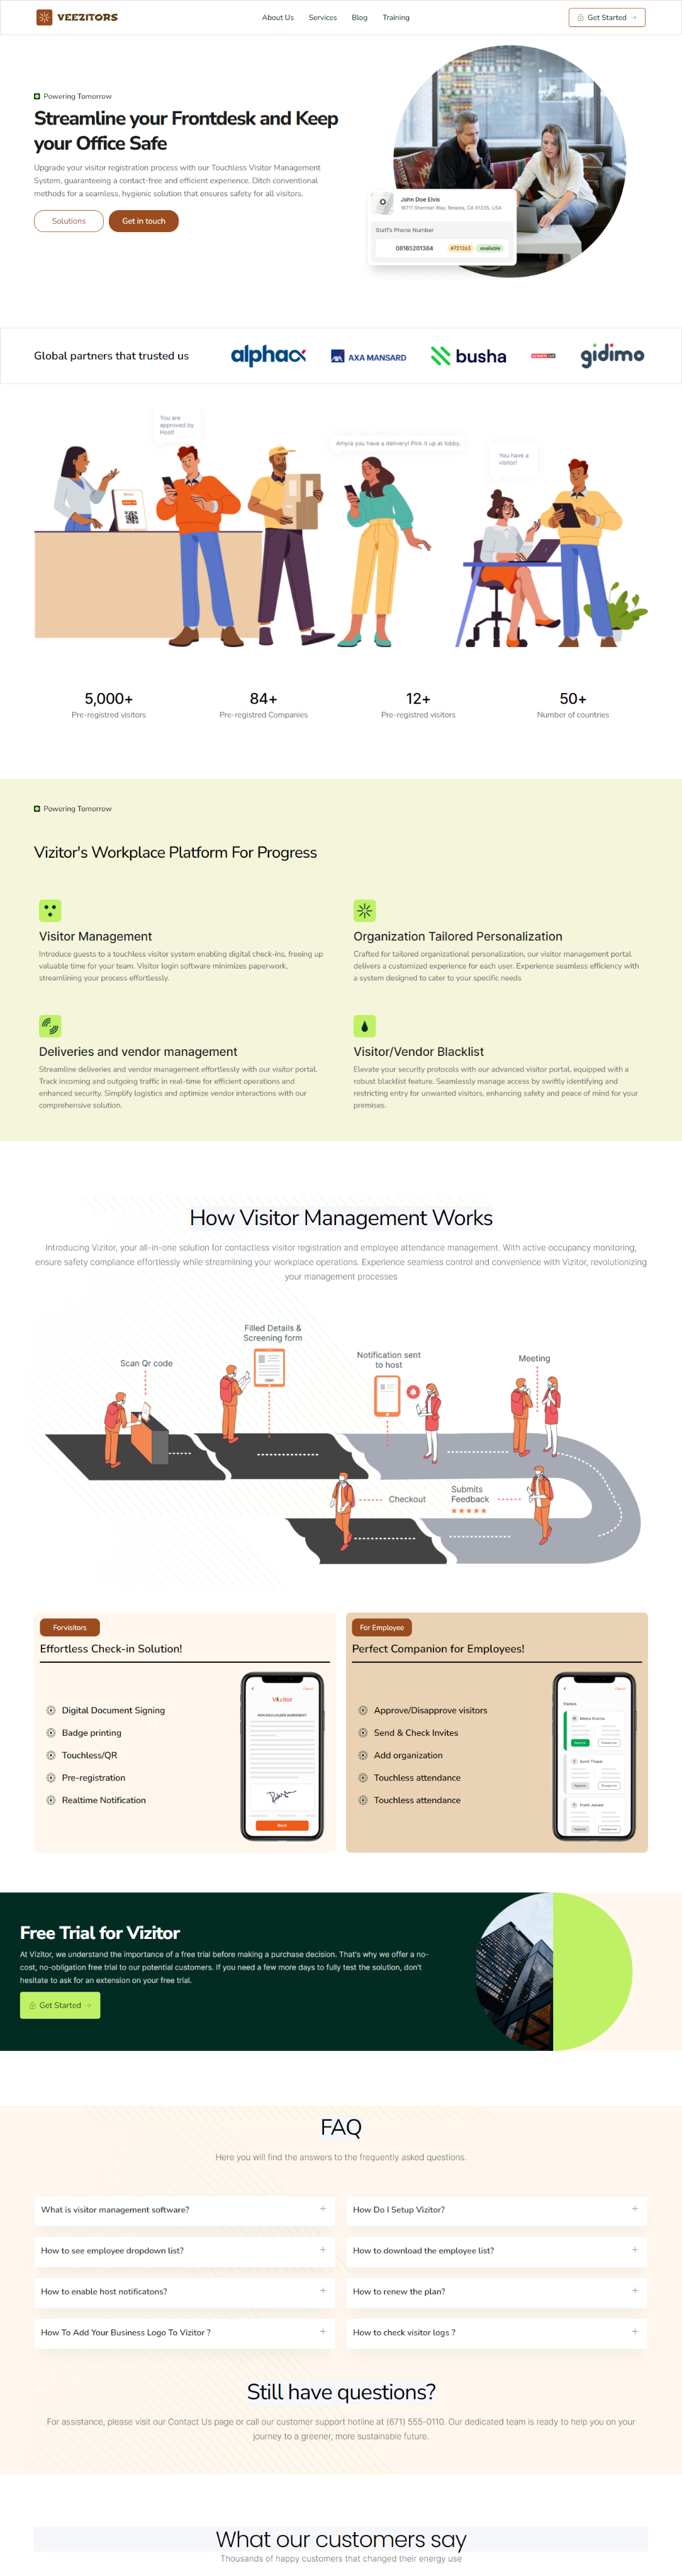 VEEZITORS
About Us
Services
Blog
Training
Get Started
Powering Tomorrow
Streamline your Frontdesk and Keep
your Office Safe
Upgrade your visitor registration process with our Touchless Visitor Management
System, guaranteeing a contact-free and efficient experience. Ditch conventional
methods for a seamless, hygienic solution that ensures safety for all visitors.
Solutions
Get in touch
John Doe Elvis
18711 Sherman Way, Reseda, CA 91335, USA
Staff's Phone Number
08165201384
#721263
available
Global partners that trusted us
alpha
AXA MANSARD
busha
gidimo
You are
approved by
Host!
Amyra you have a delivery! Pick it up at lobby.
You have a
visitor!
5,000+
Pre-registred visitors
84+
Pre-registred Companies
12+
Pre-registred visitors
50+
Number of countries
Powering Tomorrow
Vizitor's Workplace Platform For Progress
Visitor Management
Introduce guests to a touchless visitor system enabling digital check-ins, freeing up
valuable time for your team. Visitor login software minimizes paperwork,
streamlining your process effortlessly.
Organization Tailored Personalization
Crafted for tailored organizational personalization, our visitor management portal
delivers a customized experience for each user. Experience seamless efficiency with
a system designed to cater to your specific needs
Deliveries and vendor management
Streamline deliveries and vendor management effortlessly with our visitor portal.
Track incoming and outgoing traffic in real-time for efficient operations and
enhanced security. Simplify logistics and optimize vendor interactions with our
comprehensive solution.
Visitor/Vendor Blacklist
Elevate your security protocols with our advanced visitor portal, equipped with a
robust blacklist feature. Seamlessly manage access by swiftly identifying and
restricting entry for unwanted visitors, enhancing safety and peace of mind for your
premises.
How Visitor Management Works
Introducing Vizitor, your all-in-one solution for contactless visitor registration and employee attendance management. With active occupancy monitoring,
ensure safety compliance effortlessly while streamlining your workplace operations. Experience seamless control and convenience with Vizitor, revolutionizing
your management processes
Scan Qr code
Filled Details &
Screening form
Notification sent
to host
Meeting
Checkout
Submits
Feedback
Forvisitors
Effortless Check-in Solution!
Digital Document Signing
Badge printing
Touchless/QR
Pre-registration
Realtime Notification
Cancel
Vizitor
NON DISCLOSURE AGREEMENT
Next
For Employee
Perfect Companion for Employees!
Approve/Disapprove visitors
Send & Check Invites
Add organization
Touchless attendance
Touchless attendance
Cancel
Visitors
Meera Sharma
Approve
Disapprove
Sumit Thapar
Approve
Disapprove
Pratik Jaiswal
Approve
Disapprove
Free Trial for Vizitor
At Vizitor, we understand the importance of a free trial before making a purchase decision. That's why we offer a no-
cost, no-obligation free trial to our potential customers. If you need a few more days to fully test the solution, don't
hesitate to ask for an extension on your free trial.
Get Started
FAQ
Here you will find the answers to the frequently asked questions.
What is visitor management software?
How Do I Setup Vizitor?
How to see employee dropdown list?
How to download the employee list?
How to enable host notificatons?
How to renew the plan?
How To Add Your Business Logo To Vizitor ?
How to check visitor logs ?
Still have questions?
For assistance, please visit our Contact Us page or call our customer support hotline at (671) 555-0110. Our dedicated team is ready to help you on your
journey to a greener, more sustainable future.
What our customers say
Thousands of happy customers that changed their energy use